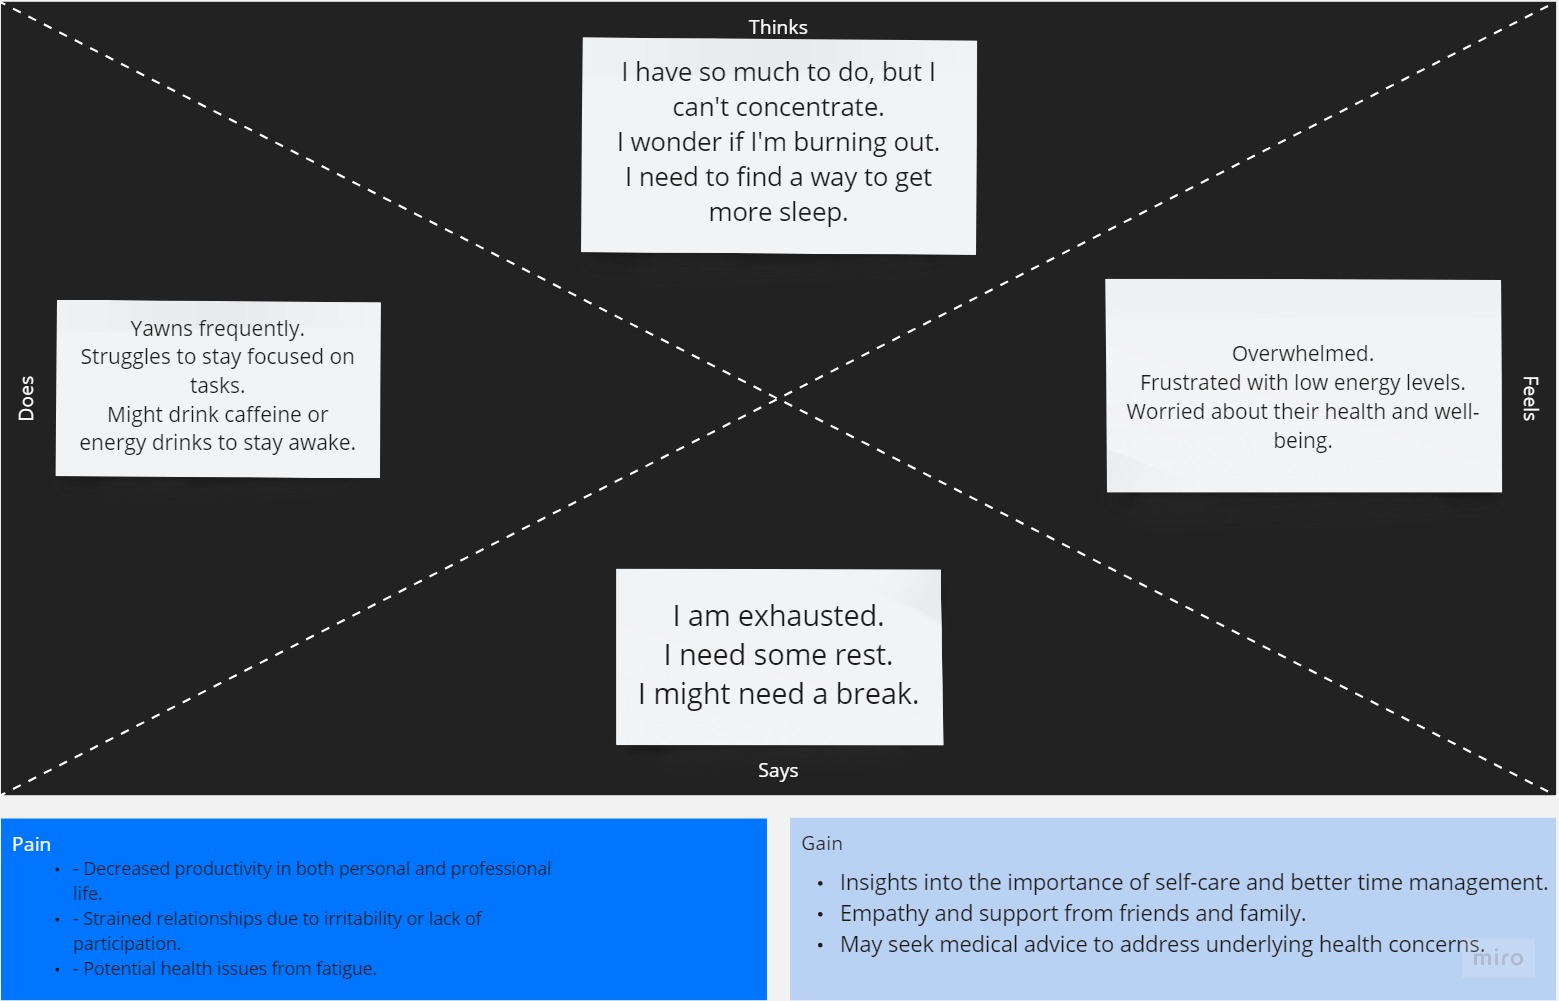 Thinks
I have so much to do, but I
can't concentrate.
I wonder if I'm burning out.
I need to find a way to get
more sleep.
Does
Yawns frequently.
Struggles to stay focused on
tasks.
Might drink caffeine or
energy drinks to stay awake.
Overwhelmed.
Frustrated with low energy levels.
Worried about their health and well-
being.
Feels
I am exhausted.
I need some rest.
I might need a break.
Says
Pain
• - Decreased productivity in both personal and professional
life.
• - Strained relationships due to irritability or lack of
participation.
• - Potential health issues from fatigue.
Gain
• Insights into the importance of self-care and better time management.
• Empathy and support from friends and family.
• May seek medical advice to address underlying health concerns.
miro